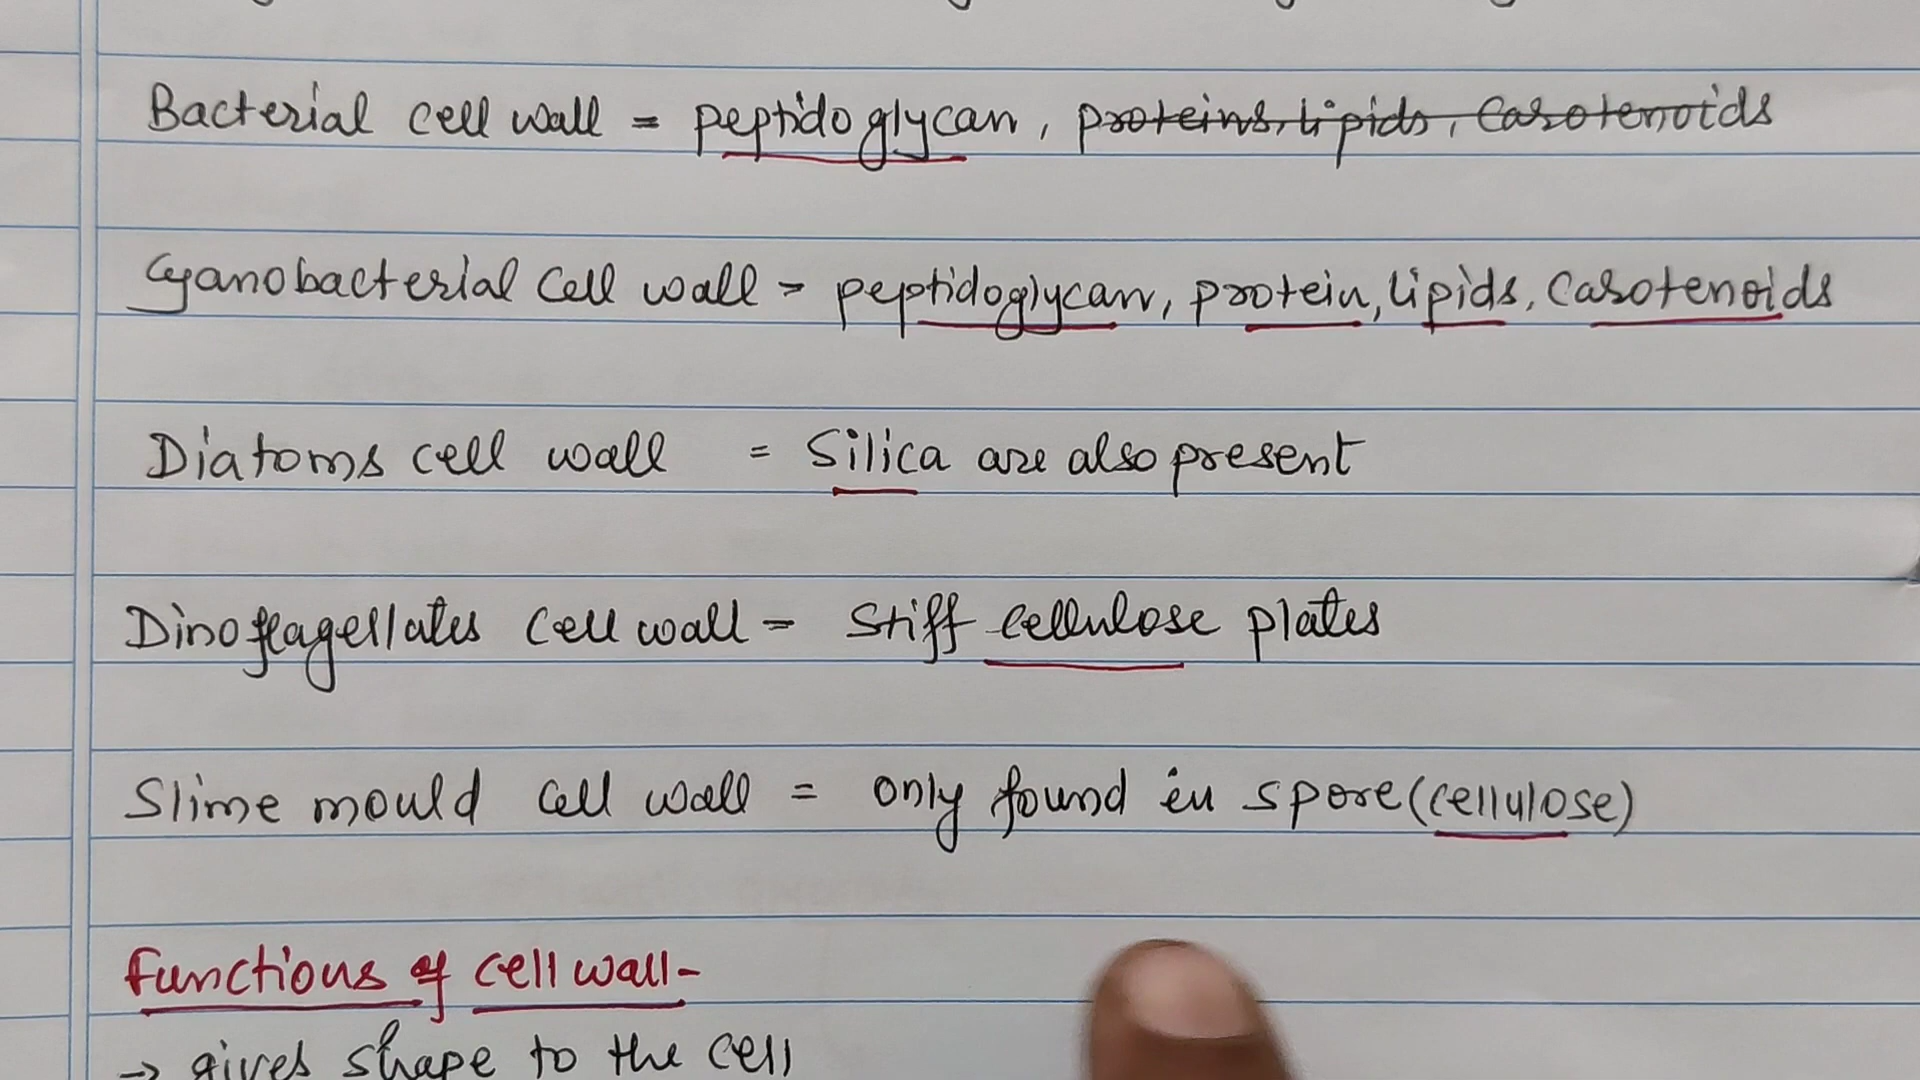 Bacterial cell wall = peptidoglycan, proteins, lipids, Carotenoids
Cyanobacterial Cell wall = peptidoglycan, protein, lipids, Carotenoids
Diatoms cell wall = Silica are also present
Dinoflagellates cell wall = Stiff cellulose plates
Slime mould cell wall = only found in spore (cellulose)
Functions of cell wall-
→ gives shape to the cell